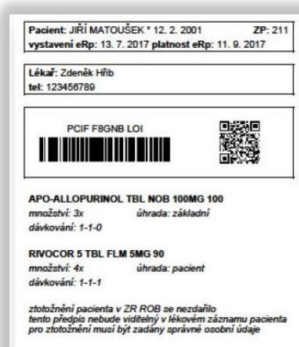 Pacient: JIŘÍ MATOUŠEK * 12. 2. 2001 ZP: 211
vystavení eRp: 13. 7. 2017 platnost eRp: 11. 9. 2017
Lékař: Zdeněk Hřib
tel: 123456789
PCIF F8GNB LOI
APO-ALLOPURINOL TBL NOB 100MG 100
množství: 3x úhrada: základní
dávkování: 1-1-0
RIVOCOR 5 TBL FLM 5MG 90
množství: 4x úhrada: pacient
dávkování: 1-1-1
ztotožnění pacienta v ZR ROB se nezdařilo
tento předpis nebude viditelný v lékovém záznamu pacienta
pro ztotožnění musí být zadány správné osobní údaje